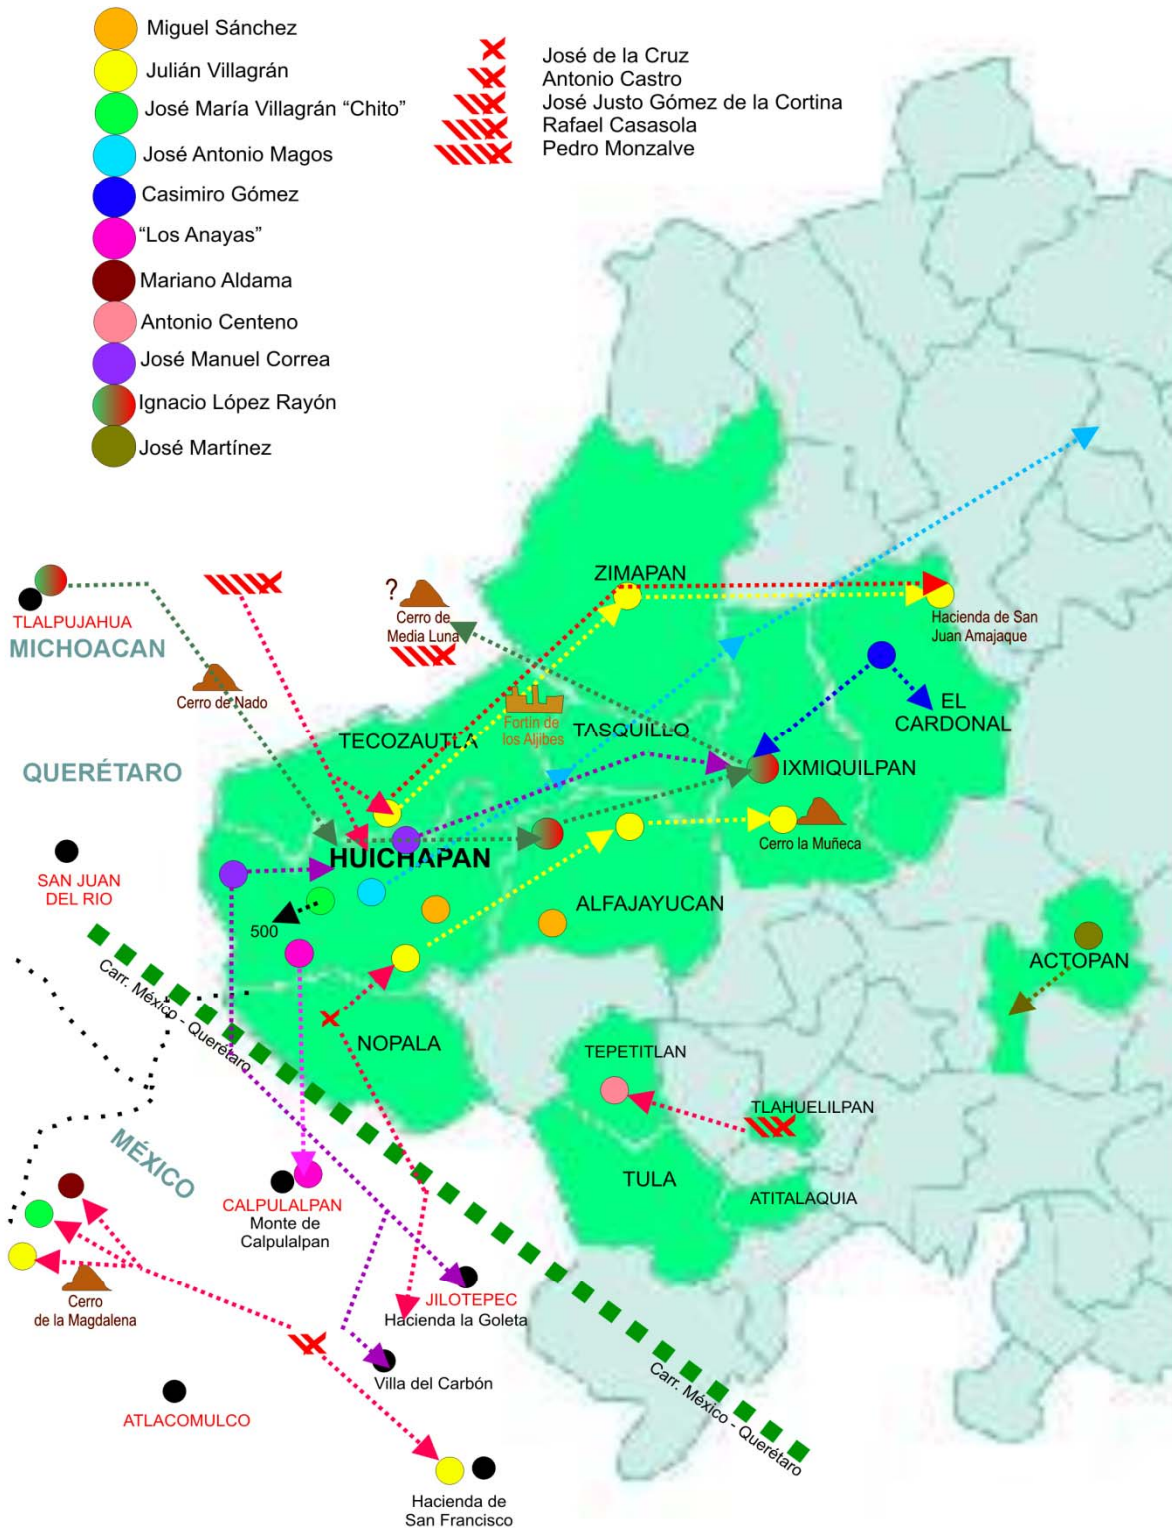 Miguel Sánchez
Julián Villagrán
José María Villagrán “Chito”
José Antonio Magos
Casimiro Gómez
“Los Anayas”
Mariano Aldama
Antonio Centeno
José Manuel Correa
Ignacio López Rayón
José Martínez
José de la Cruz
Antonio Castro
José Justo Gómez de la Cortina
Rafael Casasola
Pedro Monzalve
ZIMAPAN
?
Cerro de
Media Luna
Hacienda de San
Juan Amajaque
TLALPUJAHUA
MICHOACAN
Cerro de Nado
EL
CARDONAL
Fortín de
los Aljibes
TECOZAUTLA
TASQUILLO
QUERÉTARO
IXMIQUILPAN
Cerro la Muñeca
HUICHAPAN
SAN JUAN
DEL RIO
500
ALFAJAYUCAN
ACTOPAN
Carr. México - Querétaro
NOPALA
TEPETITLAN
TLAHUELILPAN
MÉXICO
TULA
ATITALAQUIA
CALPULALPAN
Monte de
Calpulalpan
Cerro
de la Magdalena
JILOTEPEC
Hacienda la Goleta
Villa del Carbón
Carr. México - Querétaro
ATLACOMULCO
Hacienda de
San Francisco